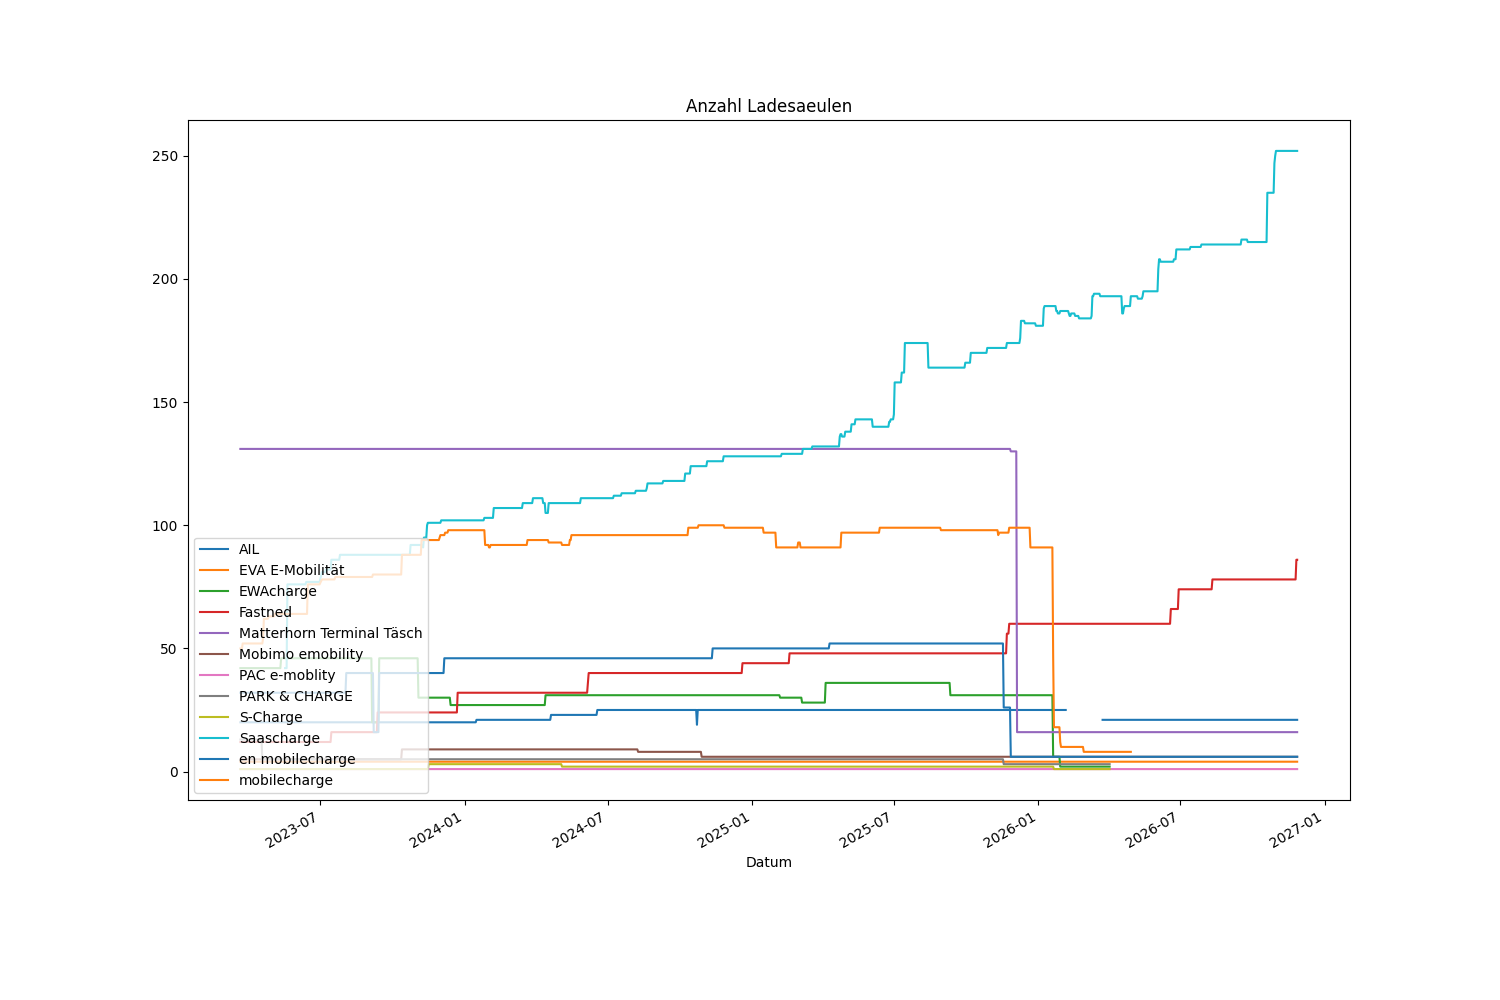 Anzahl Ladesaeulen
250
200
150
100
50
0
AIL
EVA E-Mobilität
EWAcharge
Fastned
Matterhorn Terminal Täsch
Mobimo emobility
PAC e-moblity
PARK & CHARGE
S-Charge
Saascharge
en mobilecharge
mobilecharge
2023-07
2024-01
2024-07
2025-01
2025-07
2026-01
2026-07
2027-01
Datum